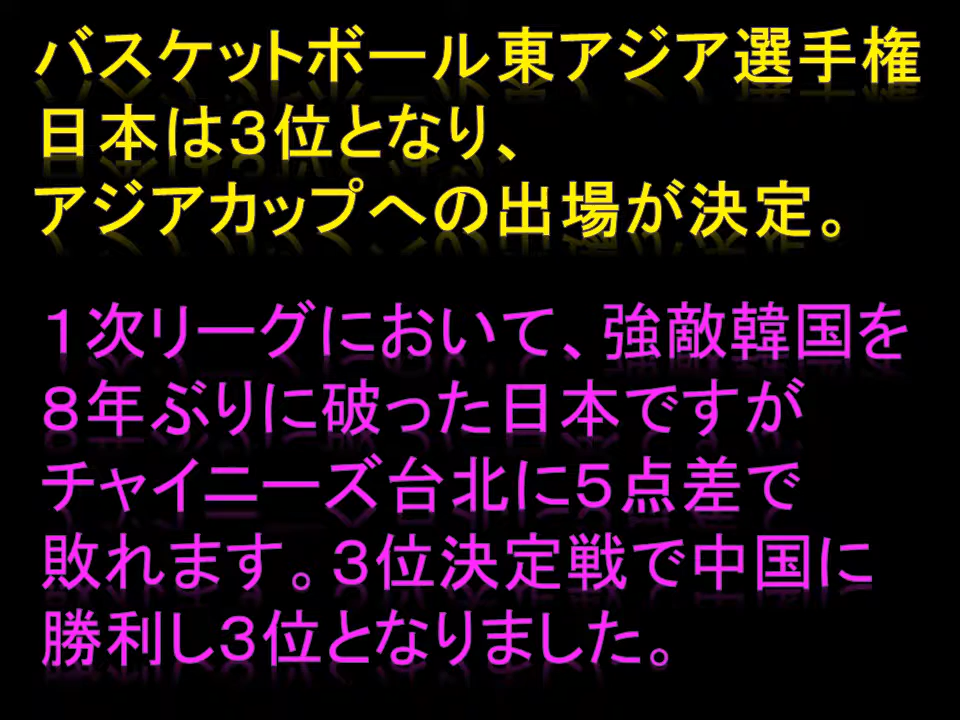 バスケットボール東アジア選手権
日本は３位となり、
アジアカップへの出場が決定。
１次リーグにおいて、強敵韓国を
８年ぶりに破った日本ですが
チャイニーズ台北に５点差で
敗れます。３位決定戦で中国に
勝利し３位となりました。